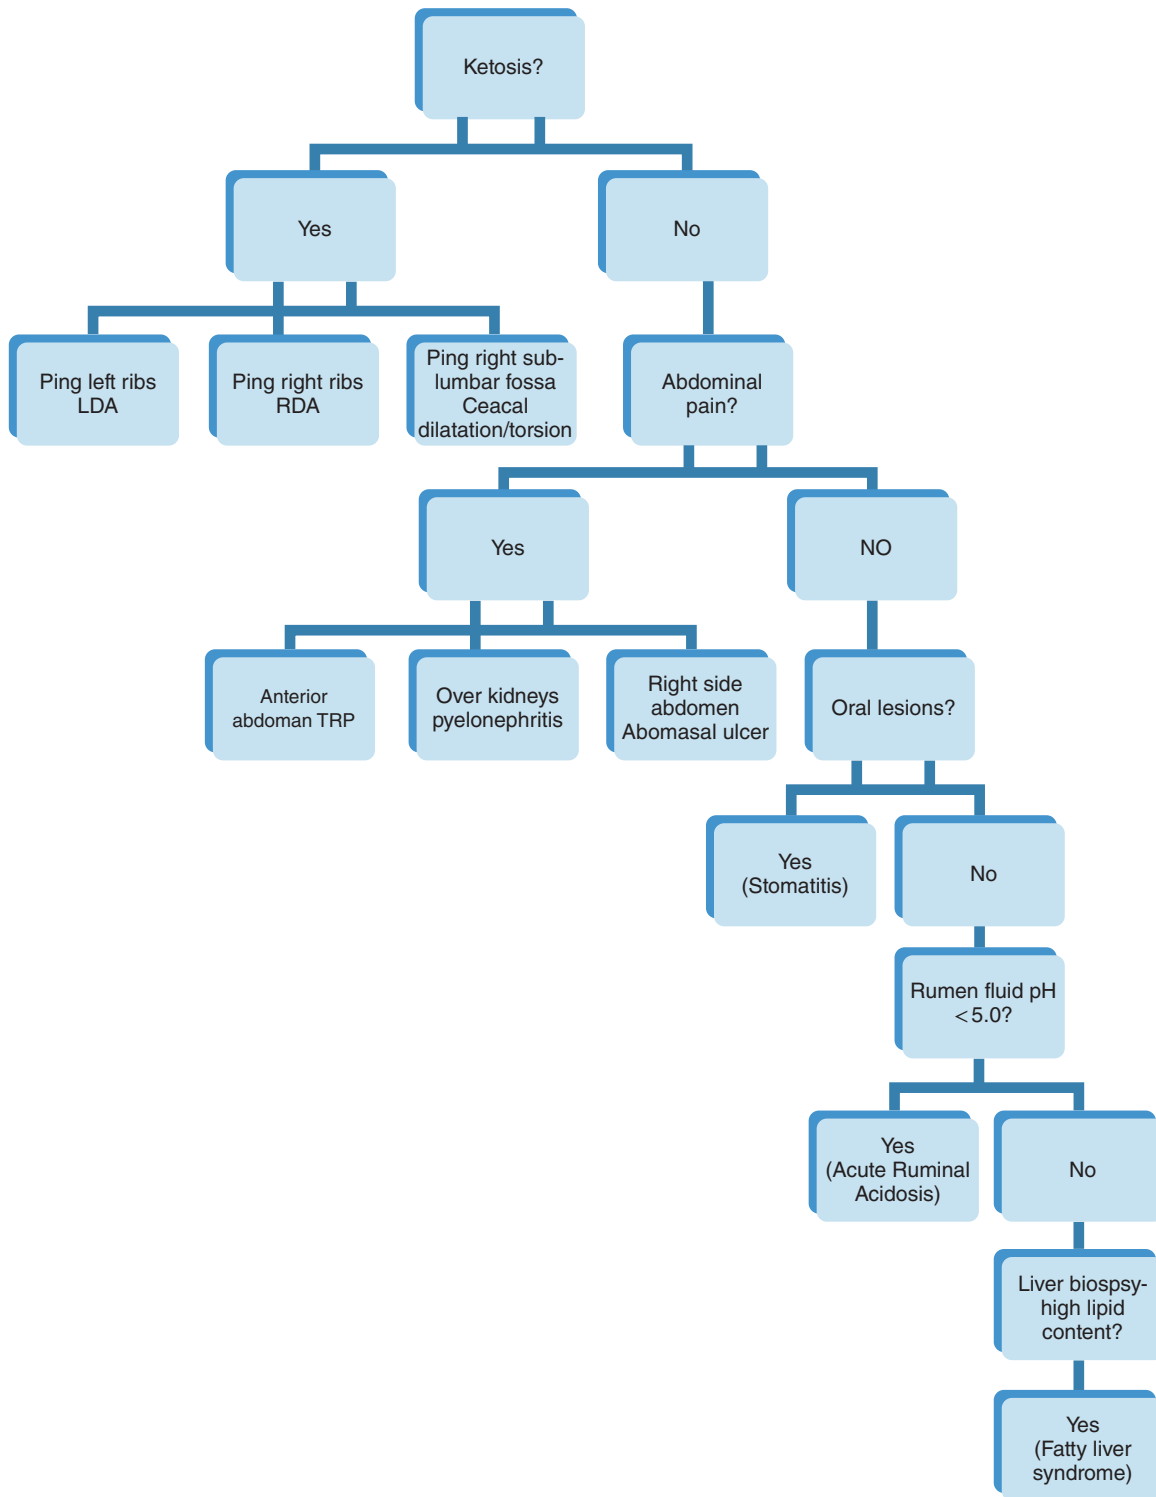 Ketosis?
Yes
No
Ping left ribs
LDA
Ping right ribs
RDA
Ping right sub-
lumbar fossa
Ceacal
dilatation/torsion
Abdominal
pain?
Yes
NO
Anterior
abdoman TRP
Over kidneys
pyelonephritis
Right side
abdomen
Abomasal ulcer
Oral lesions?
Yes
(Stomatitis)
No
Rumen fluid pH
<5.0?
Yes
(Acute Ruminal
Acidosis)
No
Liver biospsy-
high lipid
content?
Yes
(Fatty liver
syndrome)